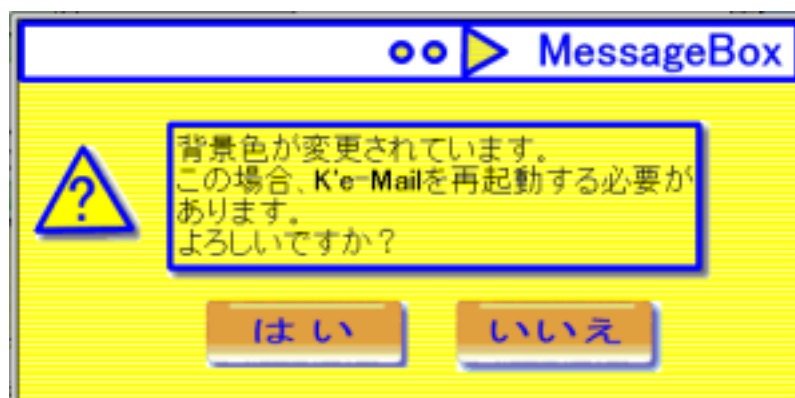 MessageBox
背景色が変更されています。
この場合、K'e-Mailを再起動する必要が
あります。
よろしいですか？
?
はい
いいえ